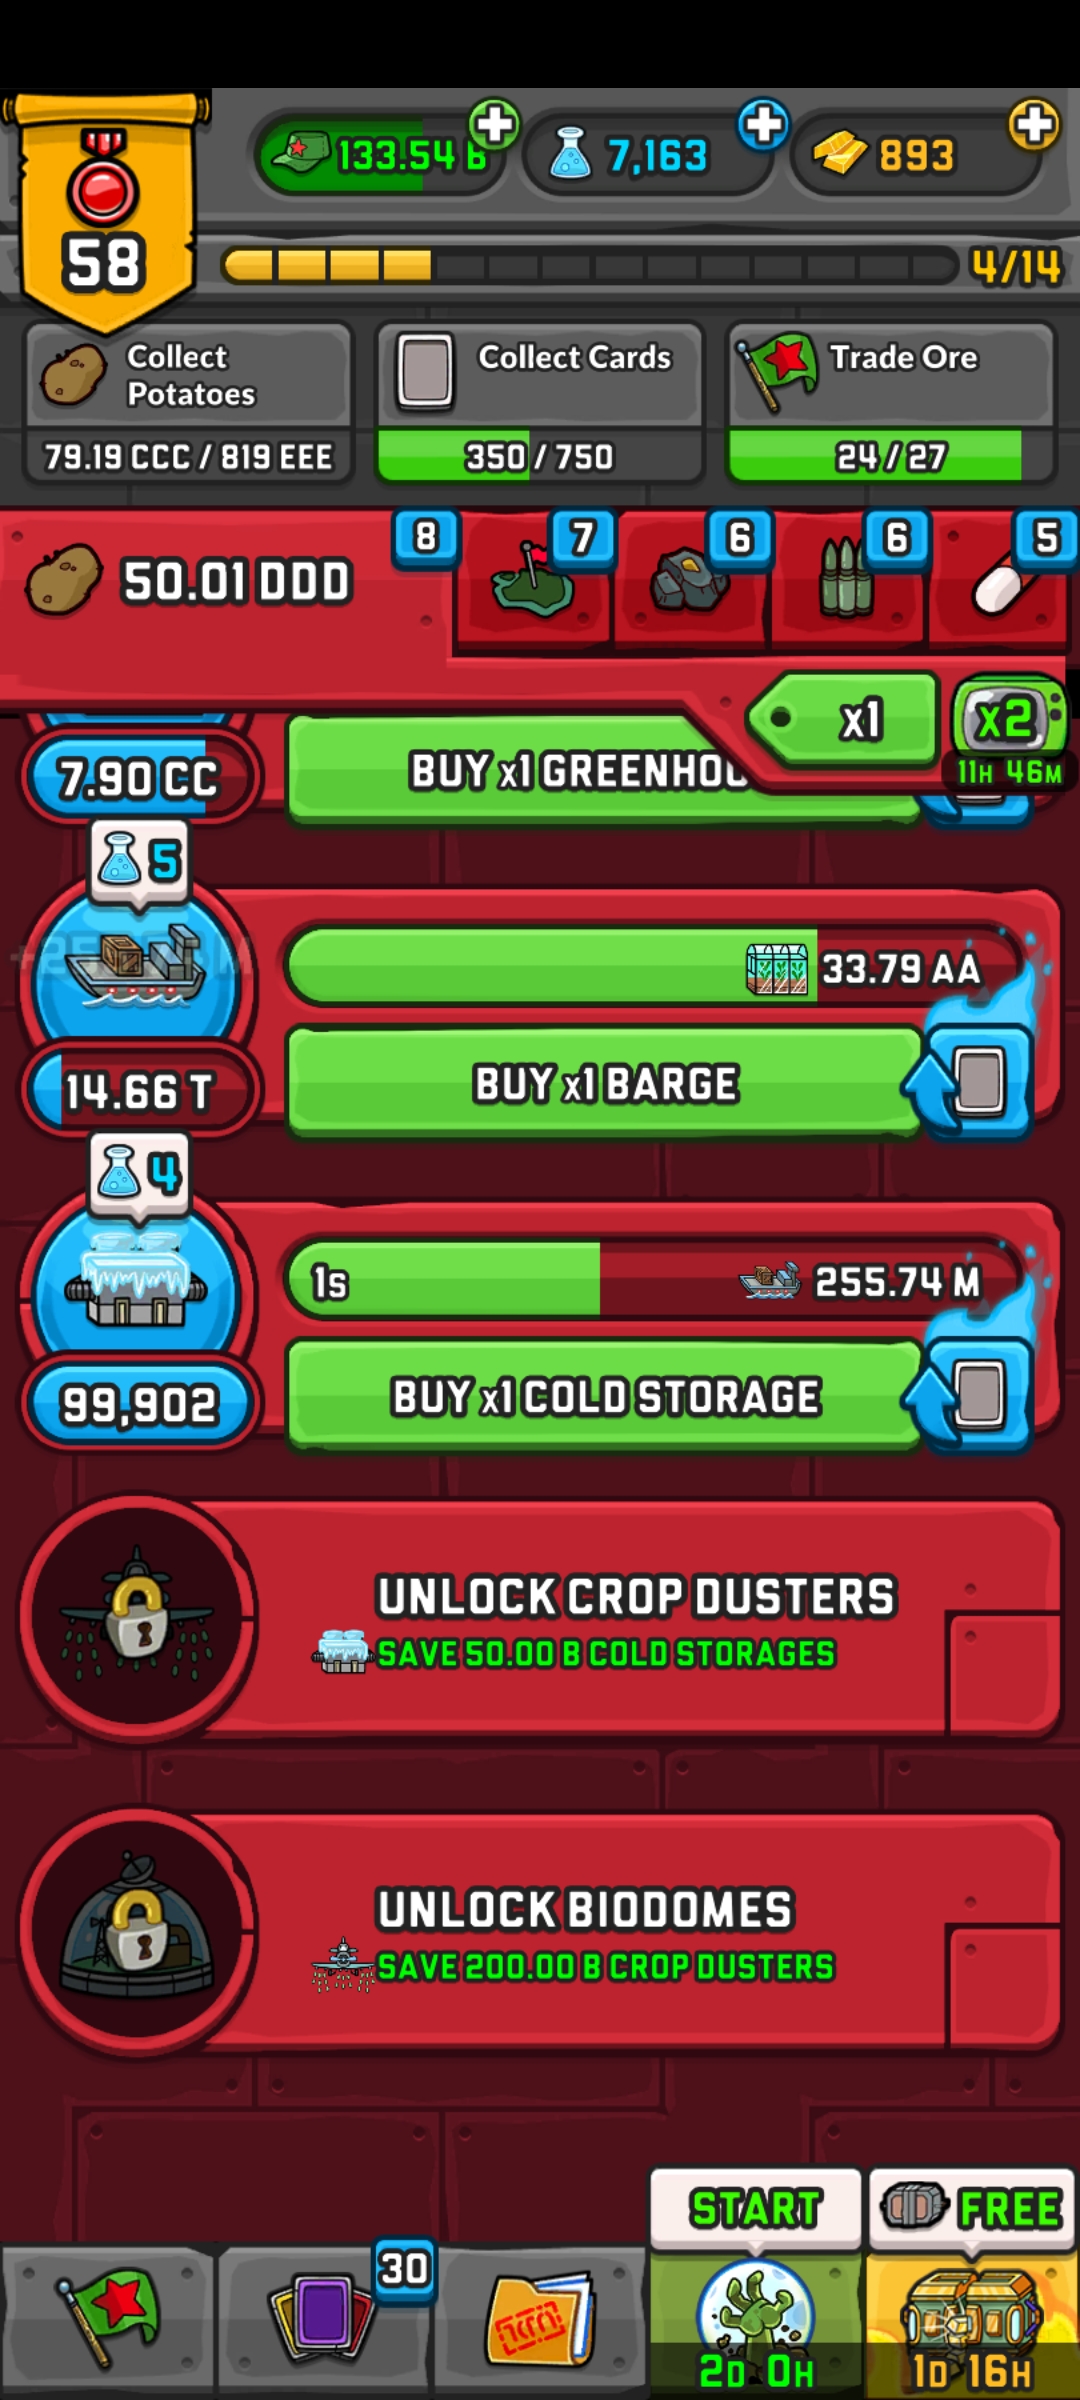 133.54 B
7,163
893
58
4/14
Collect
Potatoes
79.19 CCC / 819 EEE
Collect Cards
350 / 750
Trade Ore
24 / 27
50.01 DDD
8
7
6
6
5
x1
x2
11H 46M
7.90 CC
BUY x1 GREENHOU
5
33.79 AA
14.66 T
BUY x1 BARGE
4
1s
255.74 M
99,902
BUY x1 COLD STORAGE
UNLOCK CROP DUSTERS
SAVE 50.00 B COLD STORAGES
UNLOCK BIODOMES
SAVE 200.00 B CROP DUSTERS
START
FREE
30
2D 0H
1D 16H